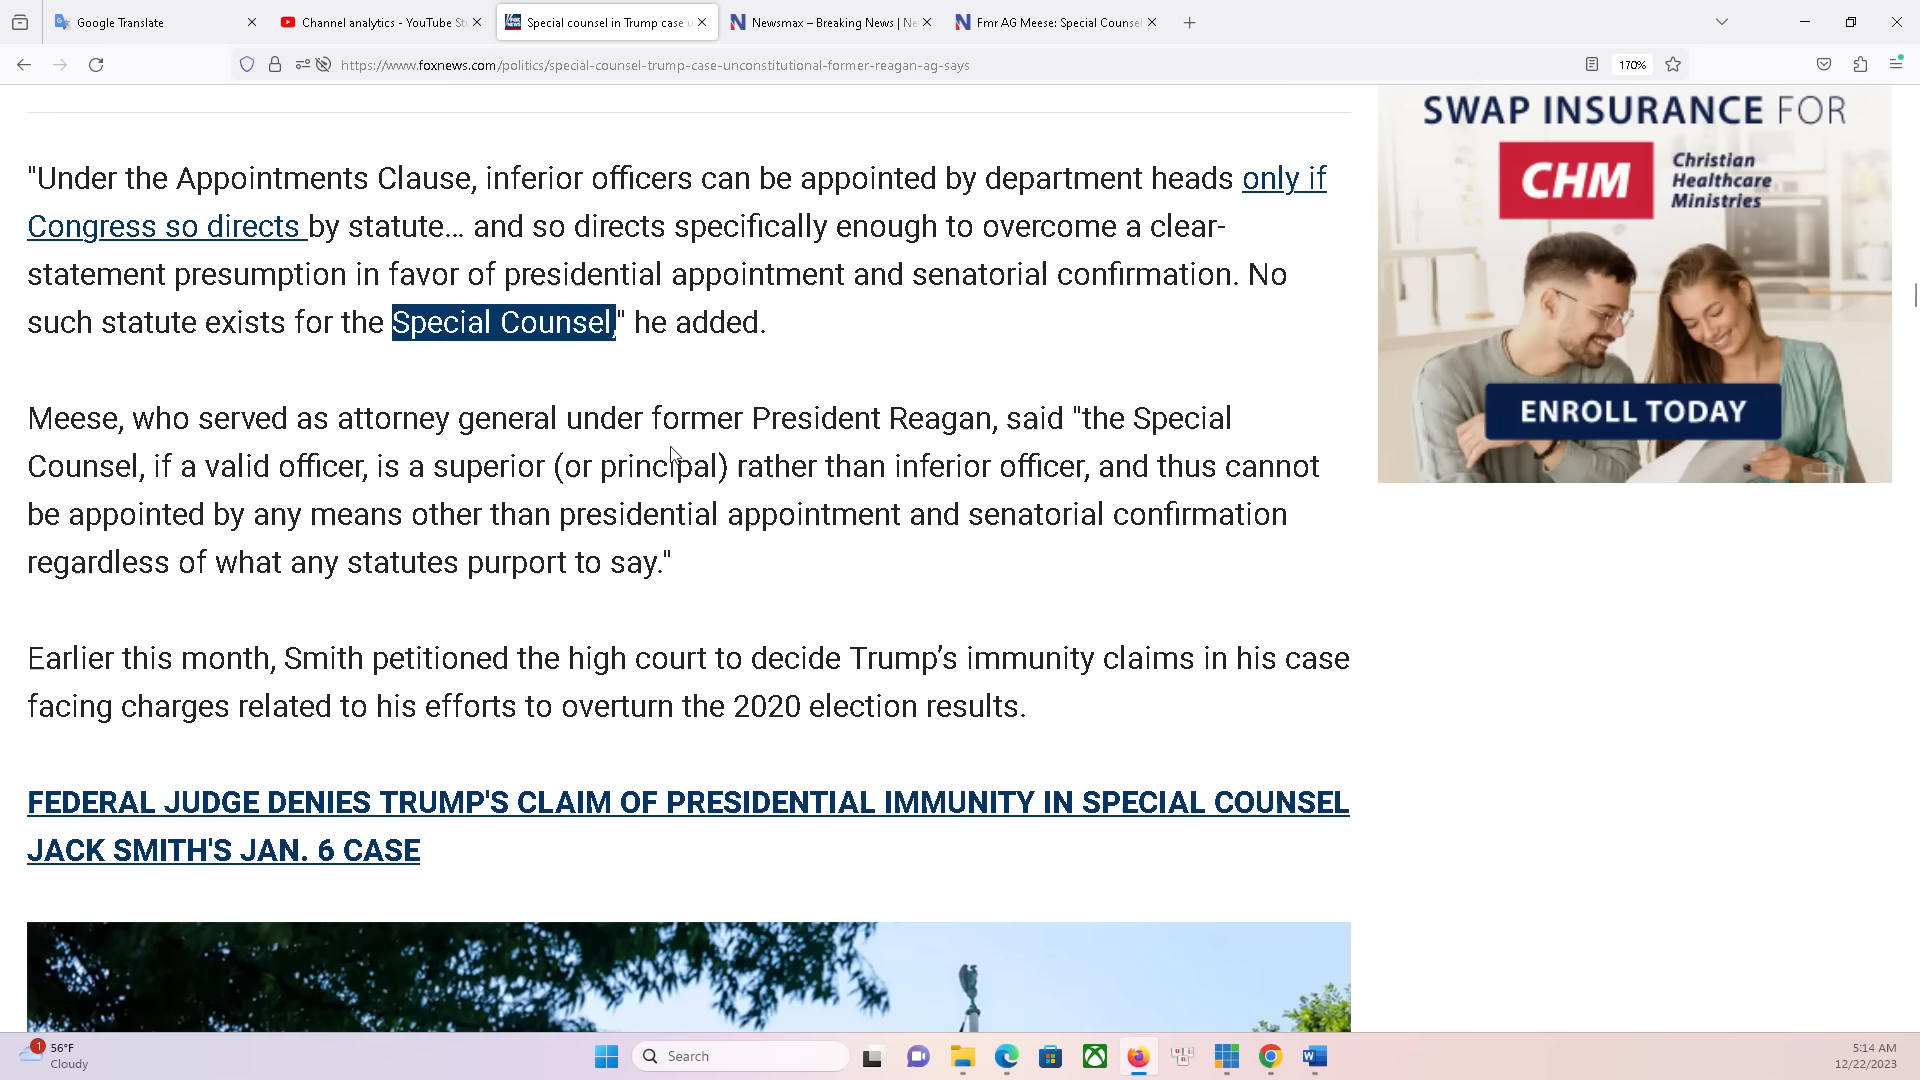 Google Translate
Channel analytics - YouTube St
Special counsel in Trump case u
Newsmax – Breaking News | Ne
Fmr AG Meese: Special Counsel
https://www.foxnews.com/politics/special-counsel-trump-case-unconstitutional-former-reagan-ag-says
170%
"Under the Appointments Clause, inferior officers can be appointed by department heads only if
Congress so directs by statute… and so directs specifically enough to overcome a clear-
statement presumption in favor of presidential appointment and senatorial confirmation. No
such statute exists for the Special Counsel," he added.
Meese, who served as attorney general under former President Reagan, said "the Special
Counsel, if a valid officer, is a superior (or principal) rather than inferior officer, and thus cannot
be appointed by any means other than presidential appointment and senatorial confirmation
regardless of what any statutes purport to say."
Earlier this month, Smith petitioned the high court to decide Trump’s immunity claims in his case
facing charges related to his efforts to overturn the 2020 election results.
FEDERAL JUDGE DENIES TRUMP'S CLAIM OF PRESIDENTIAL IMMUNITY IN SPECIAL COUNSEL
JACK SMITH'S JAN. 6 CASE
SWAP INSURANCE FOR
CHM
Christian
Healthcare
Ministries
ENROLL TODAY
1
56°F
Cloudy
Search
5:14 AM
12/22/2023